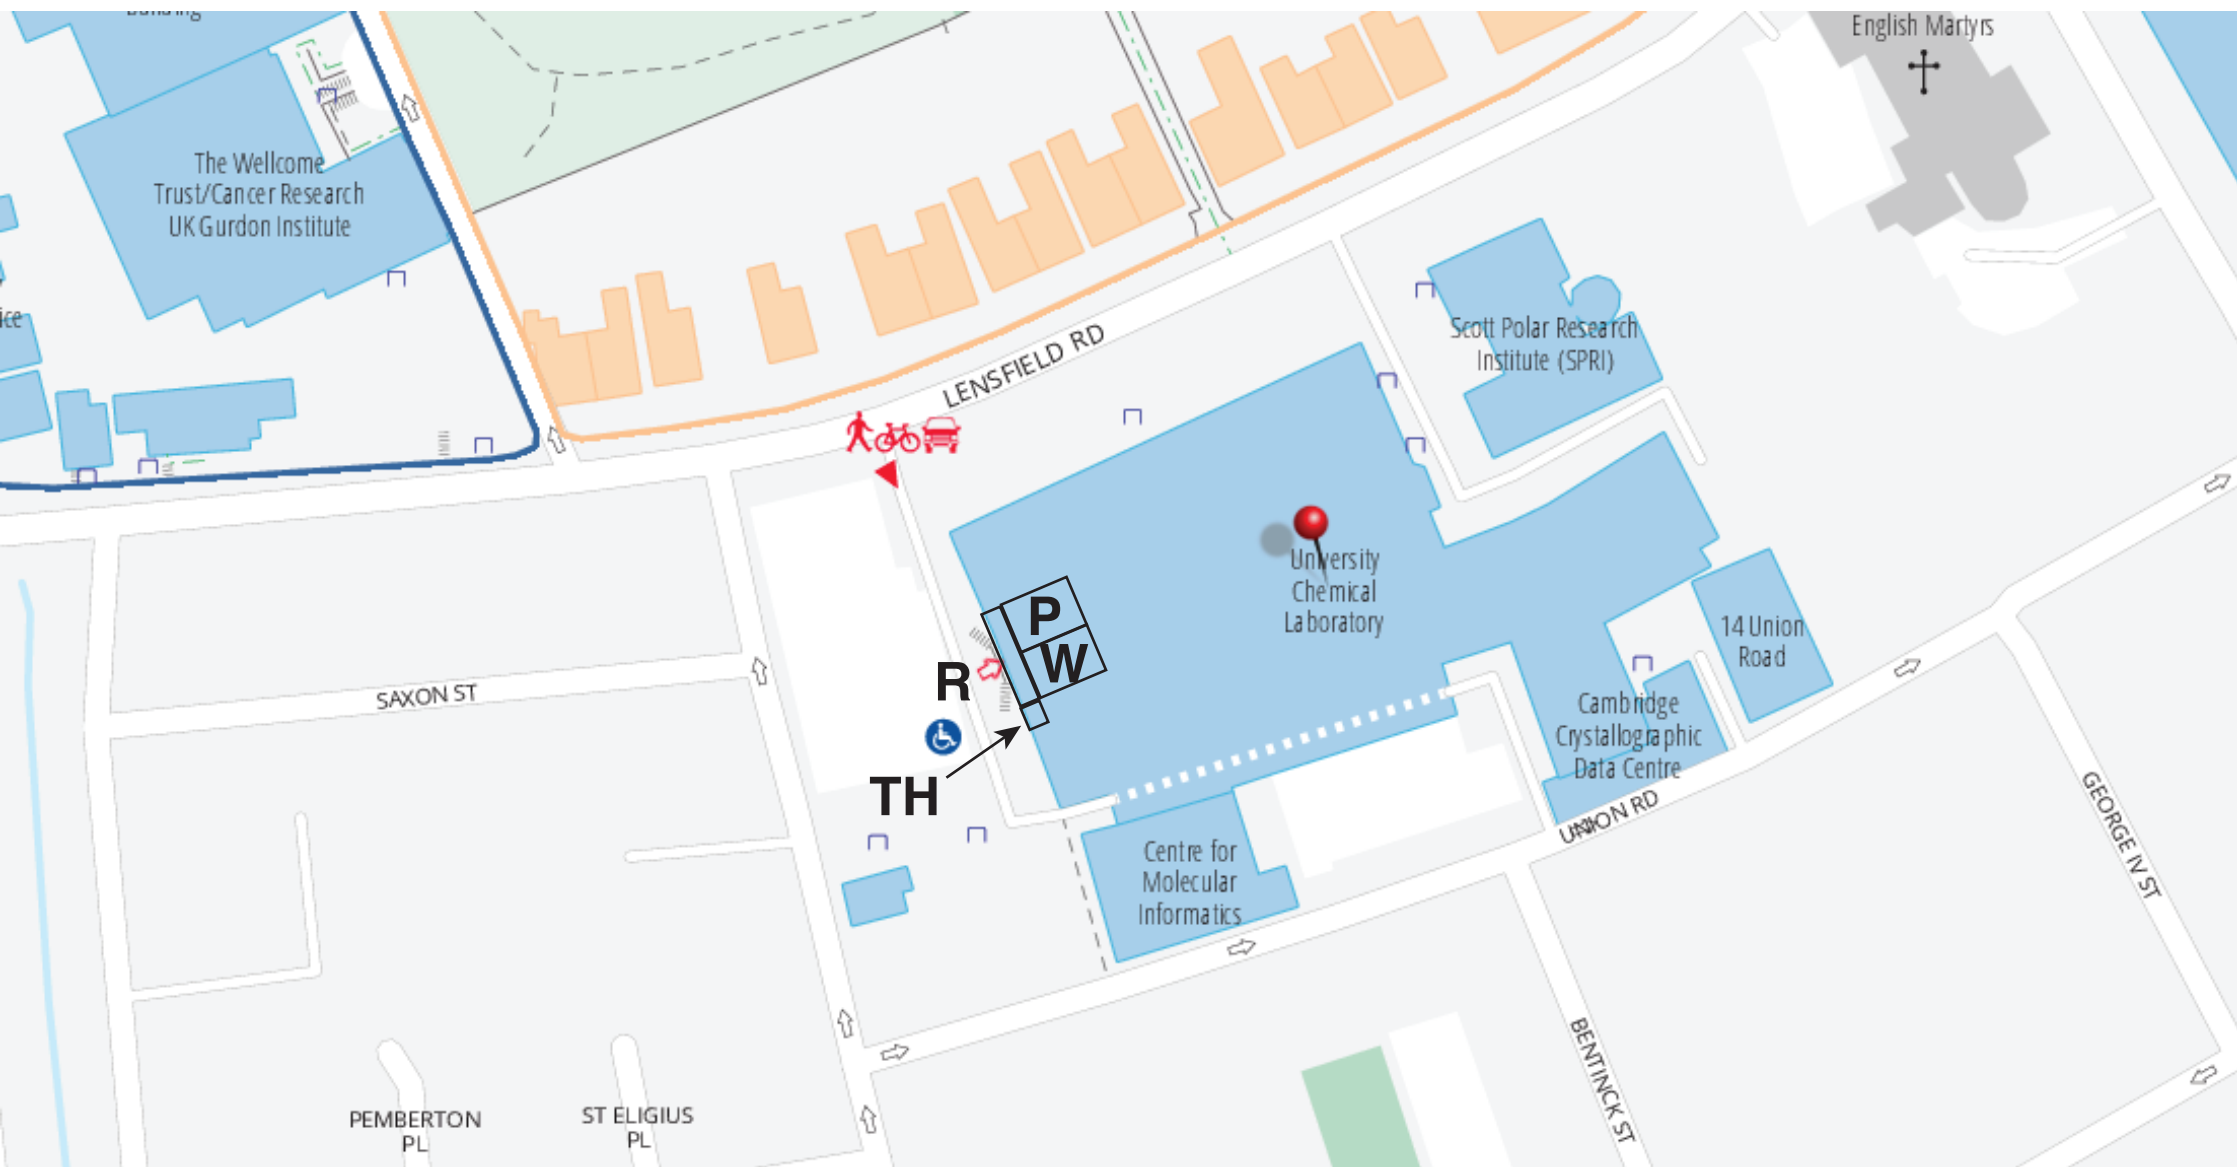 English Martyrs
The Wellcome
Trust/Cancer Research
UK Gurdon Institute
ice
LENSFIELD RD
Scott Polar Research
Institute (SPRI)
University
Chemical
Laboratory
P
W
R
TH
14 Union
Road
SAXON ST
Cambridge
Crystallographic
Data Centre
UNION RD
GEORGE IV ST
Centre for
Molecular
Informatics
BENTINCK ST
PEMBERTON
PL
ST ELIGIUS
PL